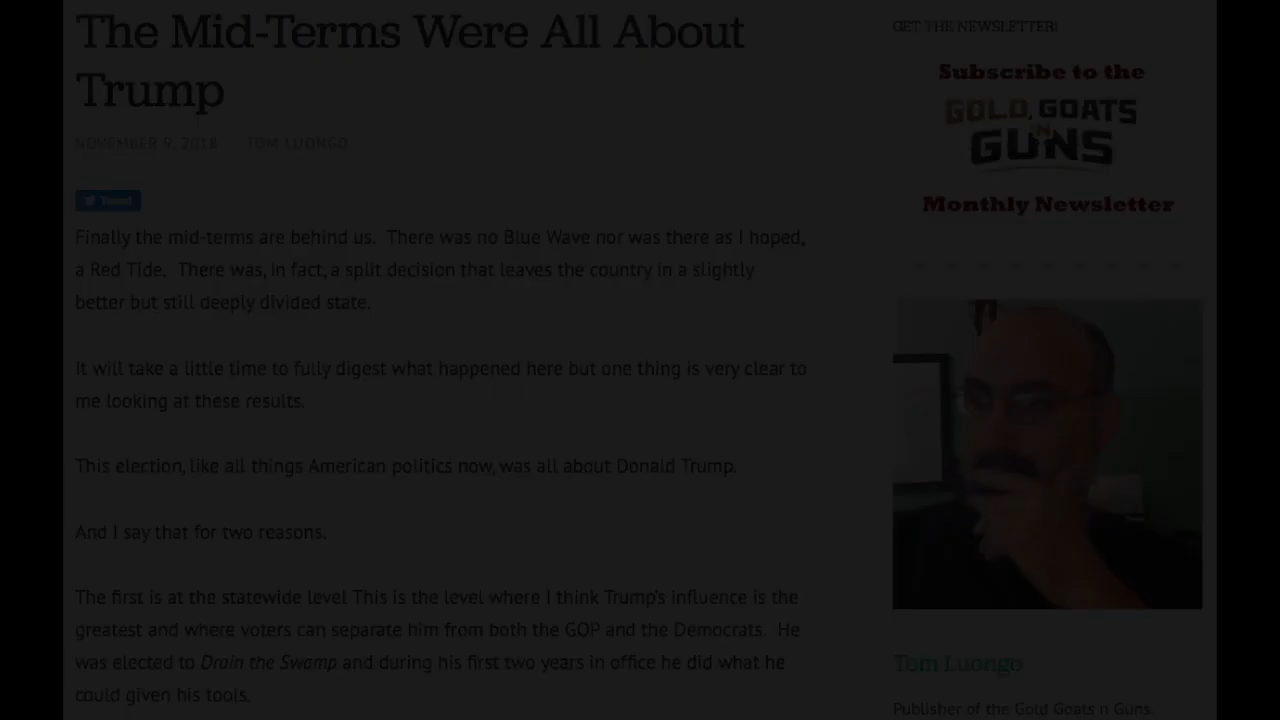 The Mid-Terms Were All About
Trump
NOVEMBER 9, 2018 TOM LUONGO
Tweet
Finally the mid-terms are behind us. There was no Blue Wave nor was there as I hoped,
a Red Tide. There was, in fact, a split decision that leaves the country in a slightly
better but still deeply divided state.
It will take a little time to fully digest what happened here but one thing is very clear to
me looking at these results.
This election, like all things American politics now, was all about Donald Trump.
And I say that for two reasons.
The first is at the statewide level This is the level where I think Trump's influence is the
greatest and where voters can separate him from both the GOP and the Democrats. He
was elected to Drain the Swamp and during his first two years in office he did what he
could given his tools.
GET THE NEWSLETTER!
Subscribe to the
GOLD, GOATS
'N
GUNS
Monthly Newsletter
Tom Luongo
Publisher of the Gold Goats n Guns.